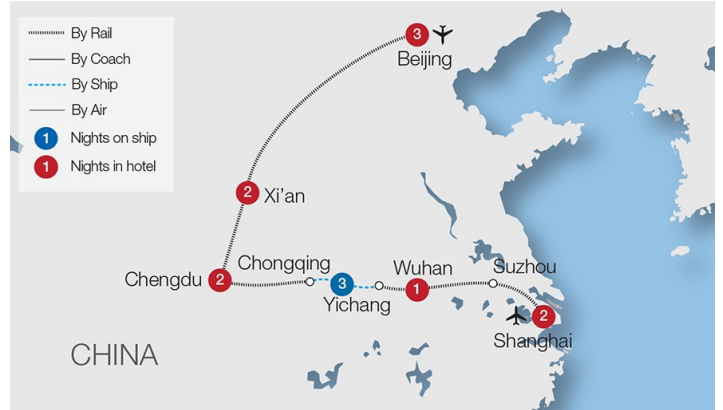 By Rail
By Coach
By Ship
By Air
1 Nights on ship
1 Nights in hotel
3
Beijing
2 Xi'an
Chengdu 2
Chongqing
3
Yichang
Wuhan
1
Suzhou
2
Shanghai
CHINA